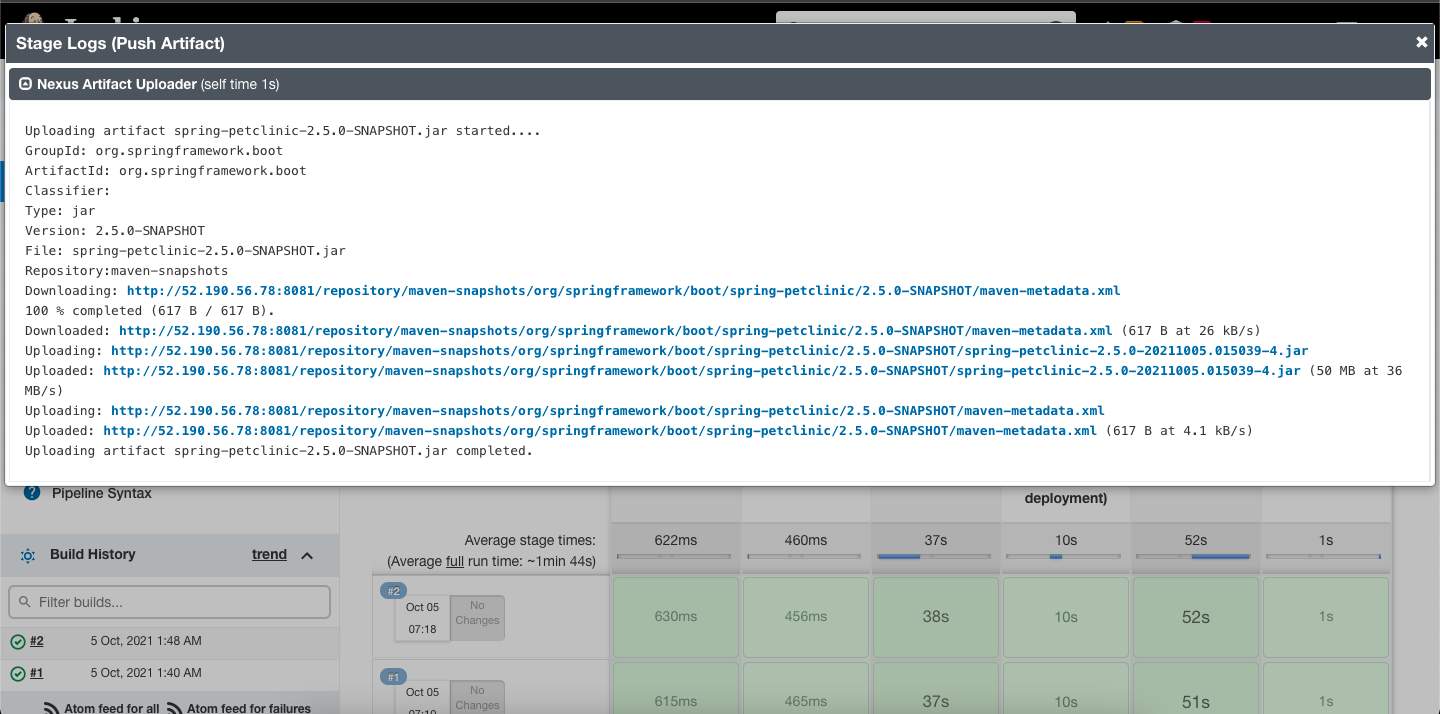 Stage Logs (Push Artifact)
Nexus Artifact Uploader (self time 1s)
Uploading artifact spring-petclinic-2.5.0-SNAPSHOT.jar started....
GroupId: org.springframework.boot
ArtifactId: org.springframework.boot
Classifier:
Type: jar
Version: 2.5.0-SNAPSHOT
File: spring-petclinic-2.5.0-SNAPSHOT.jar
Repository:maven-snapshots
Downloading: http://52.190.56.78:8081/repository/maven-snapshots/org/springframework/boot/spring-petclinic/2.5.0-SNAPSHOT/maven-metadata.xml
100 % completed (617 B / 617 B).
Downloaded: http://52.190.56.78:8081/repository/maven-snapshots/org/springframework/boot/spring-petclinic/2.5.0-SNAPSHOT/maven-metadata.xml (617 B at 26 kB/s)
Uploading: http://52.190.56.78:8081/repository/maven-snapshots/org/springframework/boot/spring-petclinic/2.5.0-SNAPSHOT/spring-petclinic-2.5.0-20211005.015039-4.jar
Uploaded: http://52.190.56.78:8081/repository/maven-snapshots/org/springframework/boot/spring-petclinic/2.5.0-SNAPSHOT/spring-petclinic-2.5.0-20211005.015039-4.jar (50 MB at 36
MB/s)
Uploading: http://52.190.56.78:8081/repository/maven-snapshots/org/springframework/boot/spring-petclinic/2.5.0-SNAPSHOT/maven-metadata.xml
Uploaded: http://52.190.56.78:8081/repository/maven-snapshots/org/springframework/boot/spring-petclinic/2.5.0-SNAPSHOT/maven-metadata.xml (617 B at 4.1 kB/s)
Uploading artifact spring-petclinic-2.5.0-SNAPSHOT.jar completed.
Pipeline Syntax
deployment)
Build History trend
Average stage times:
(Average full run time: ~1min 44s)
622ms 460ms 37s 10s 52s 1s
Filter builds...
#2 5 Oct, 2021 1:48 AM
#1 5 Oct, 2021 1:40 AM
Atom feed for all Atom feed for failures
#2
Oct 05
07:18
No
Changes
630ms 456ms 38s 10s 52s 1s
#1
Oct 05
07:10
No
Changes
615ms 465ms 37s 10s 51s 1s